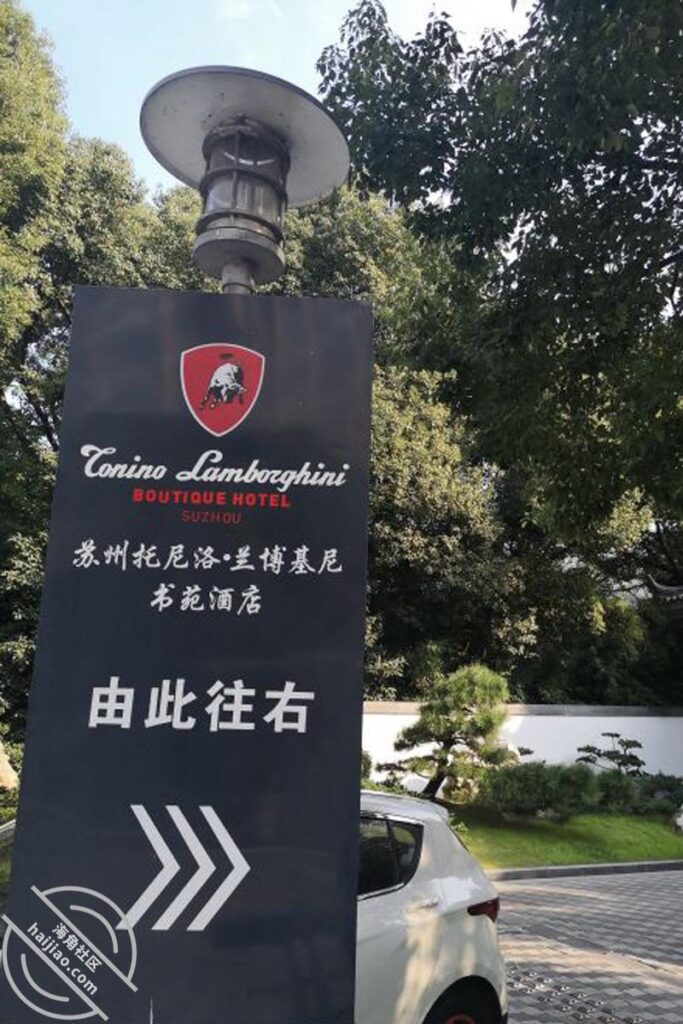 Tonino Lamborghini
BOUTIQUE HOTEL
SUZHOU
苏州托尼洛·兰博基尼
书苑酒店
由此往右
海角社区
haijiao.com